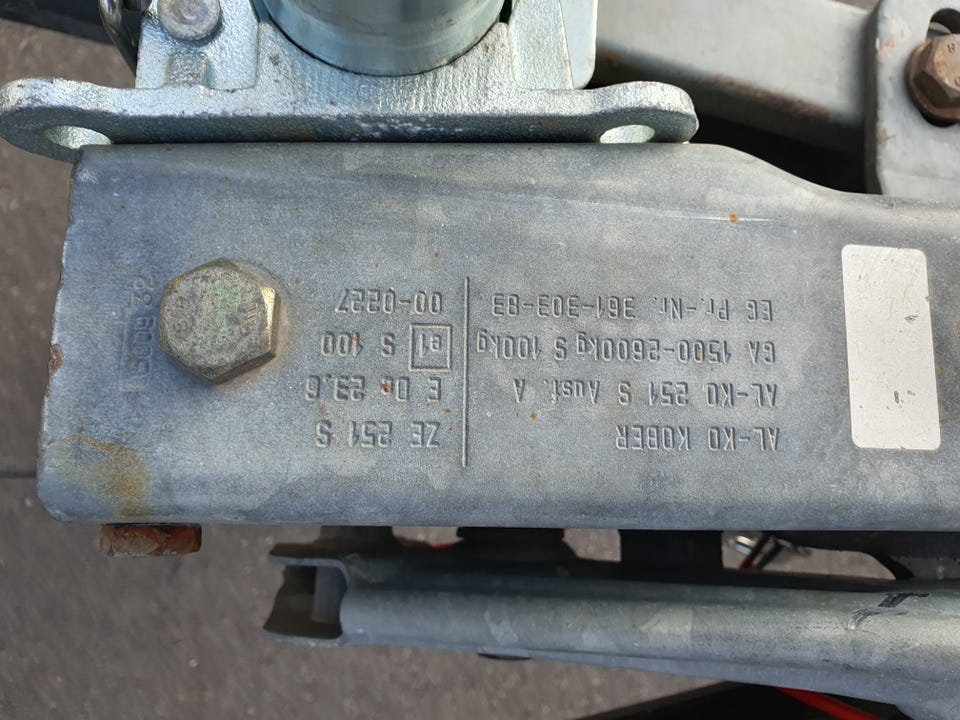 AL-KO KOBER
AL-KO 251 S Ausf. A
GA 1500-2600kg S 100kg
EG Pr.-Nr. 361-303-83
ZE 251 S
E Dc 23,6
e1 S 100
00-0227